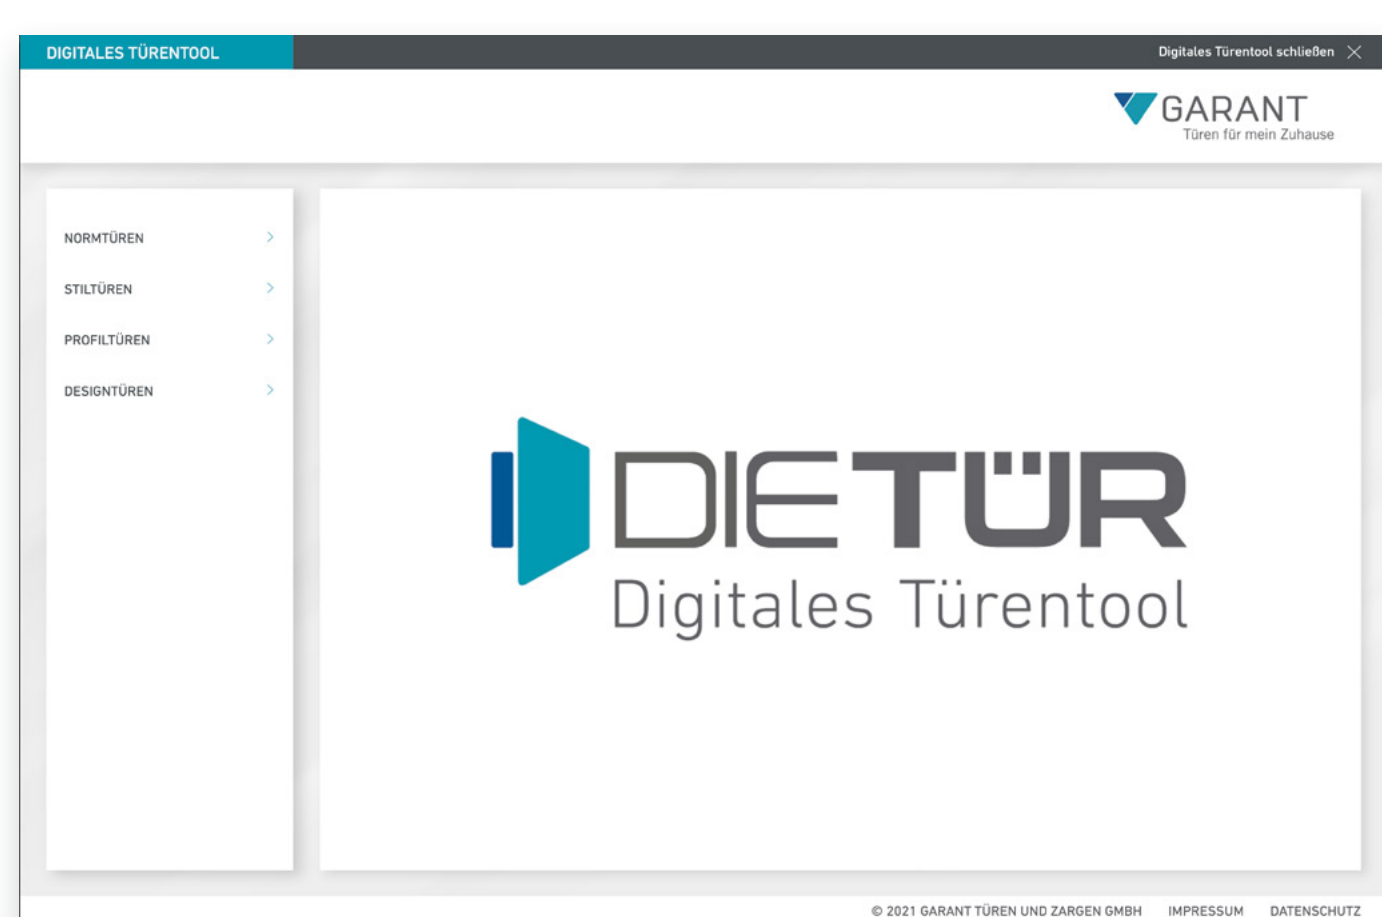 DIGITALES TÜRENTOOL
Digitales Türentool schließen
GARANT
Türen für mein Zuhause
NORMTÜREN
STILTÜREN
PROFILTÜREN
DESIGNTÜREN
DIETÜR
Digitales Türentool
© 2021 GARANT TÜREN UND ZARGEN GMBH IMPRESSUM DATENSCHUTZ